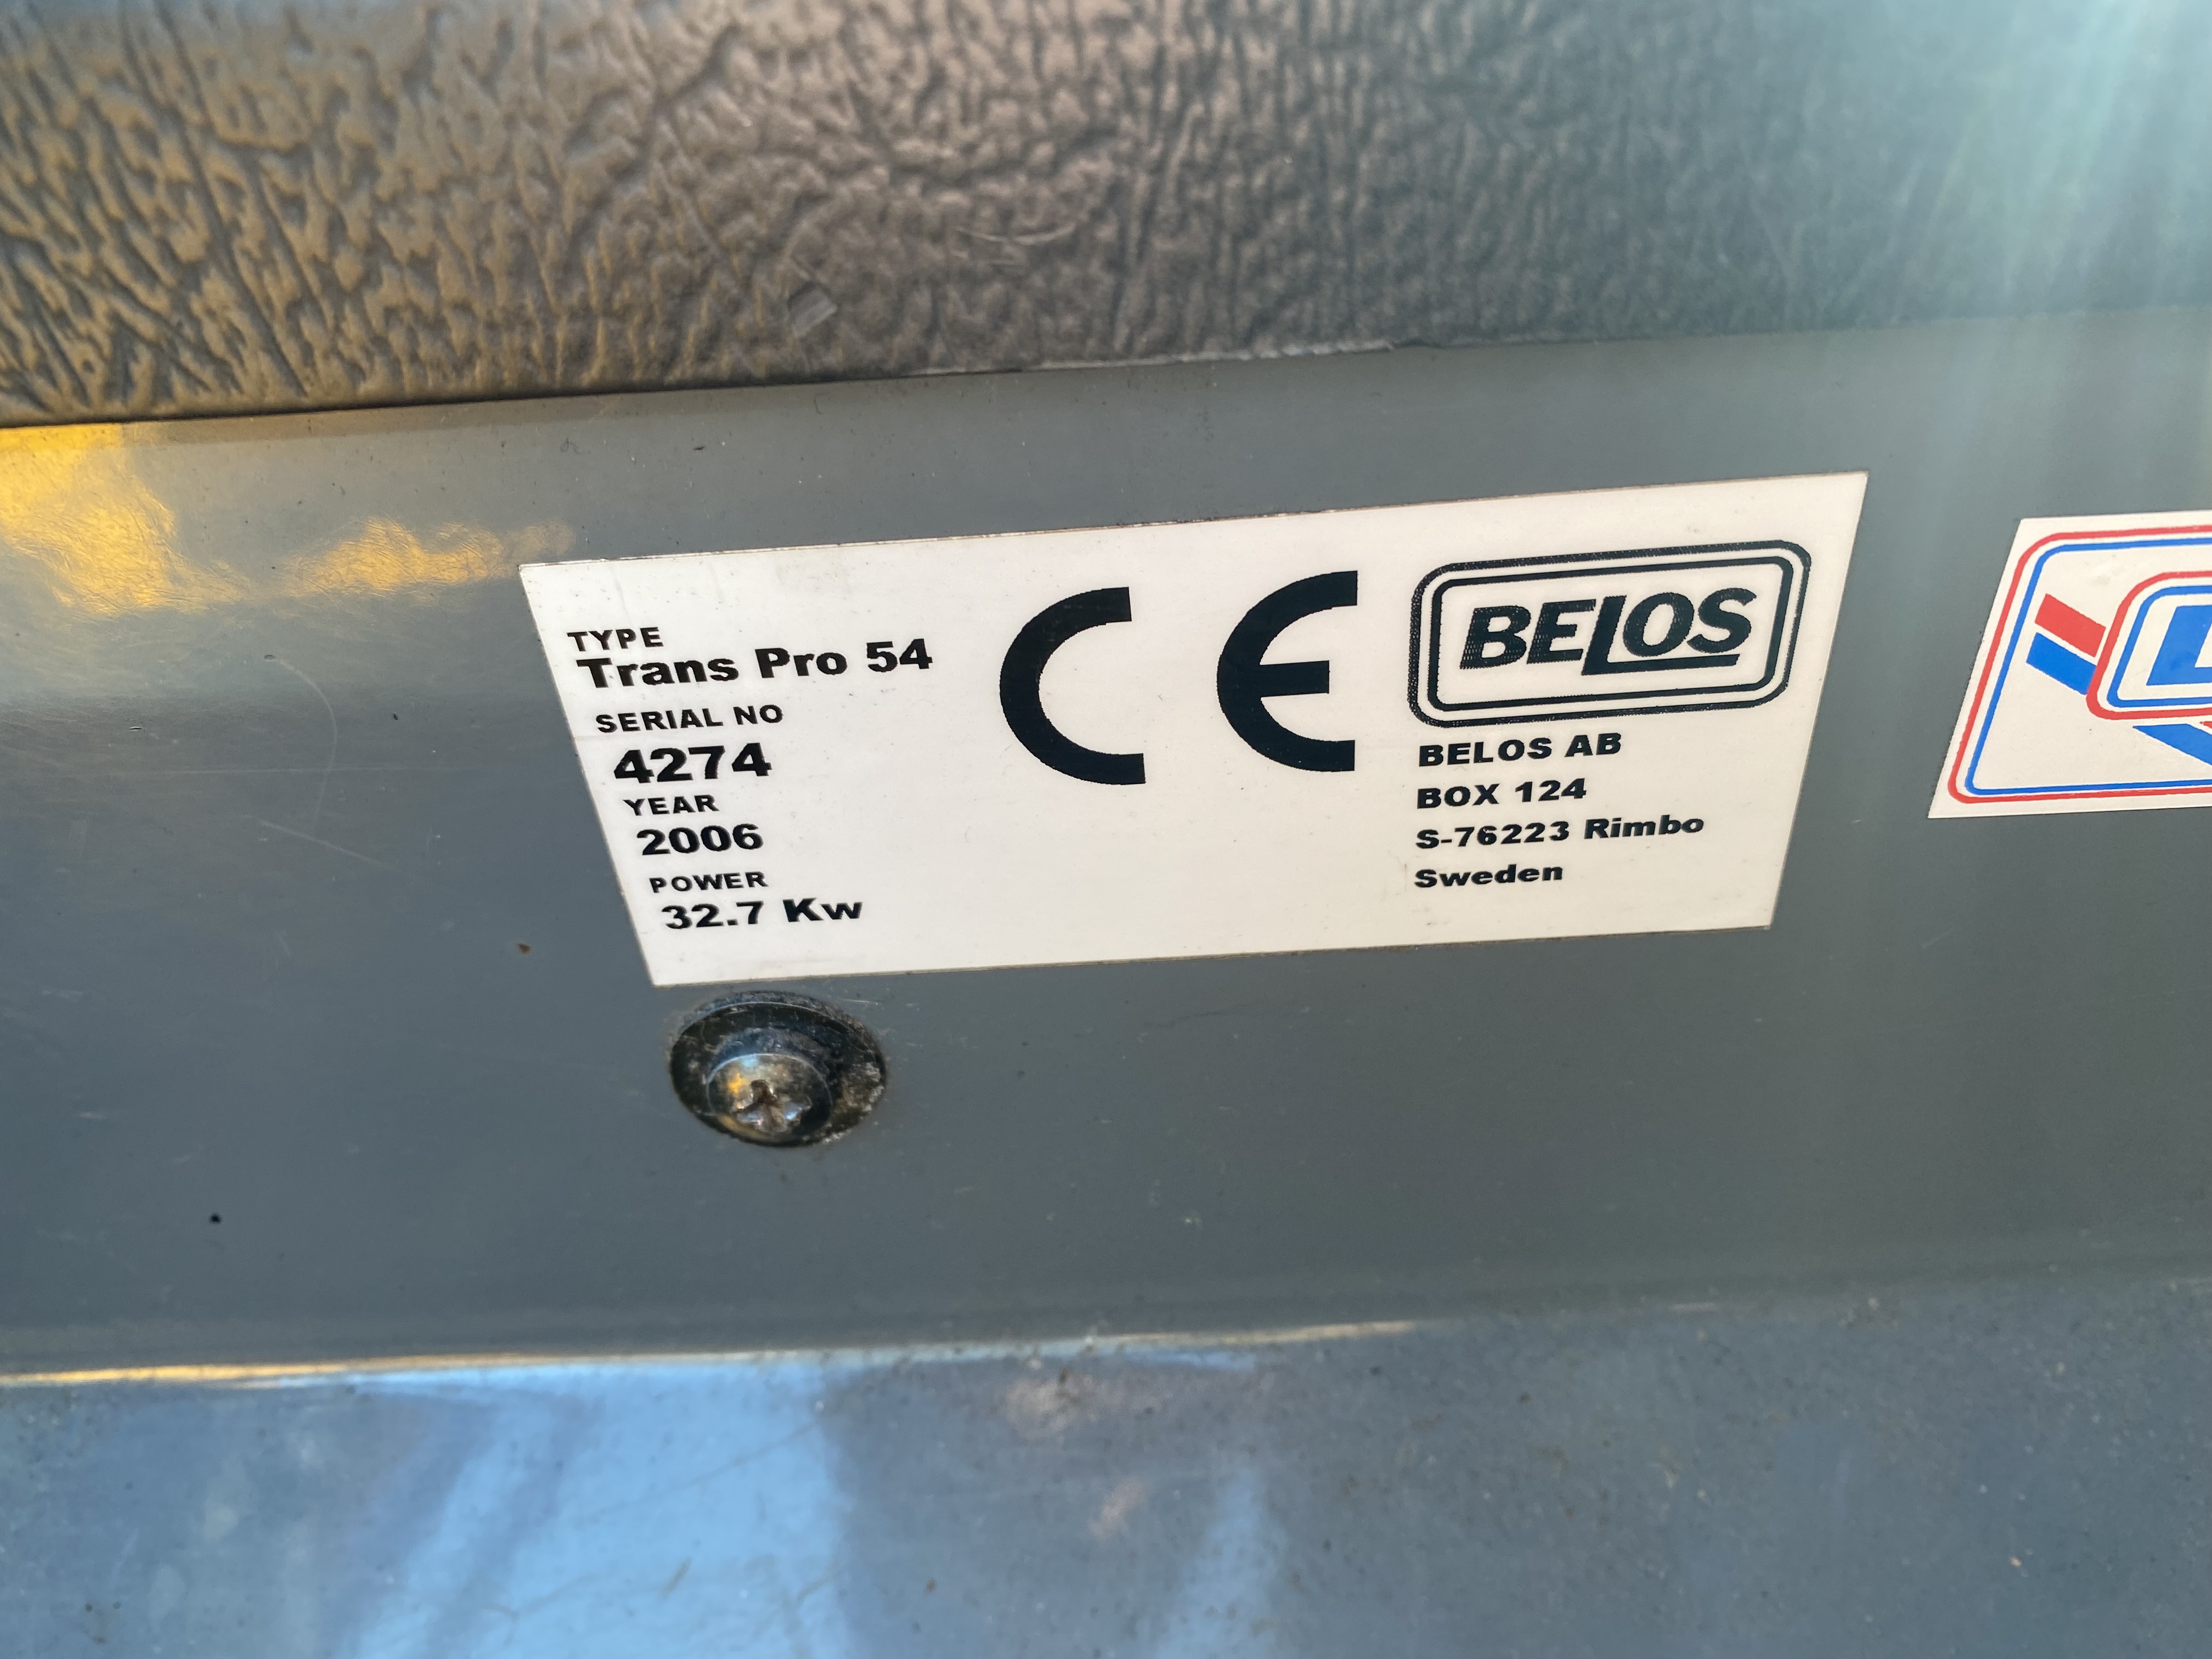 TYPE
Trans Pro 54
SERIAL NO
4274
YEAR
2006
POWER
32.7 Kw
CE
BELOS
BELOS AB
BOX 124
S-76223 Rimbo
Sweden